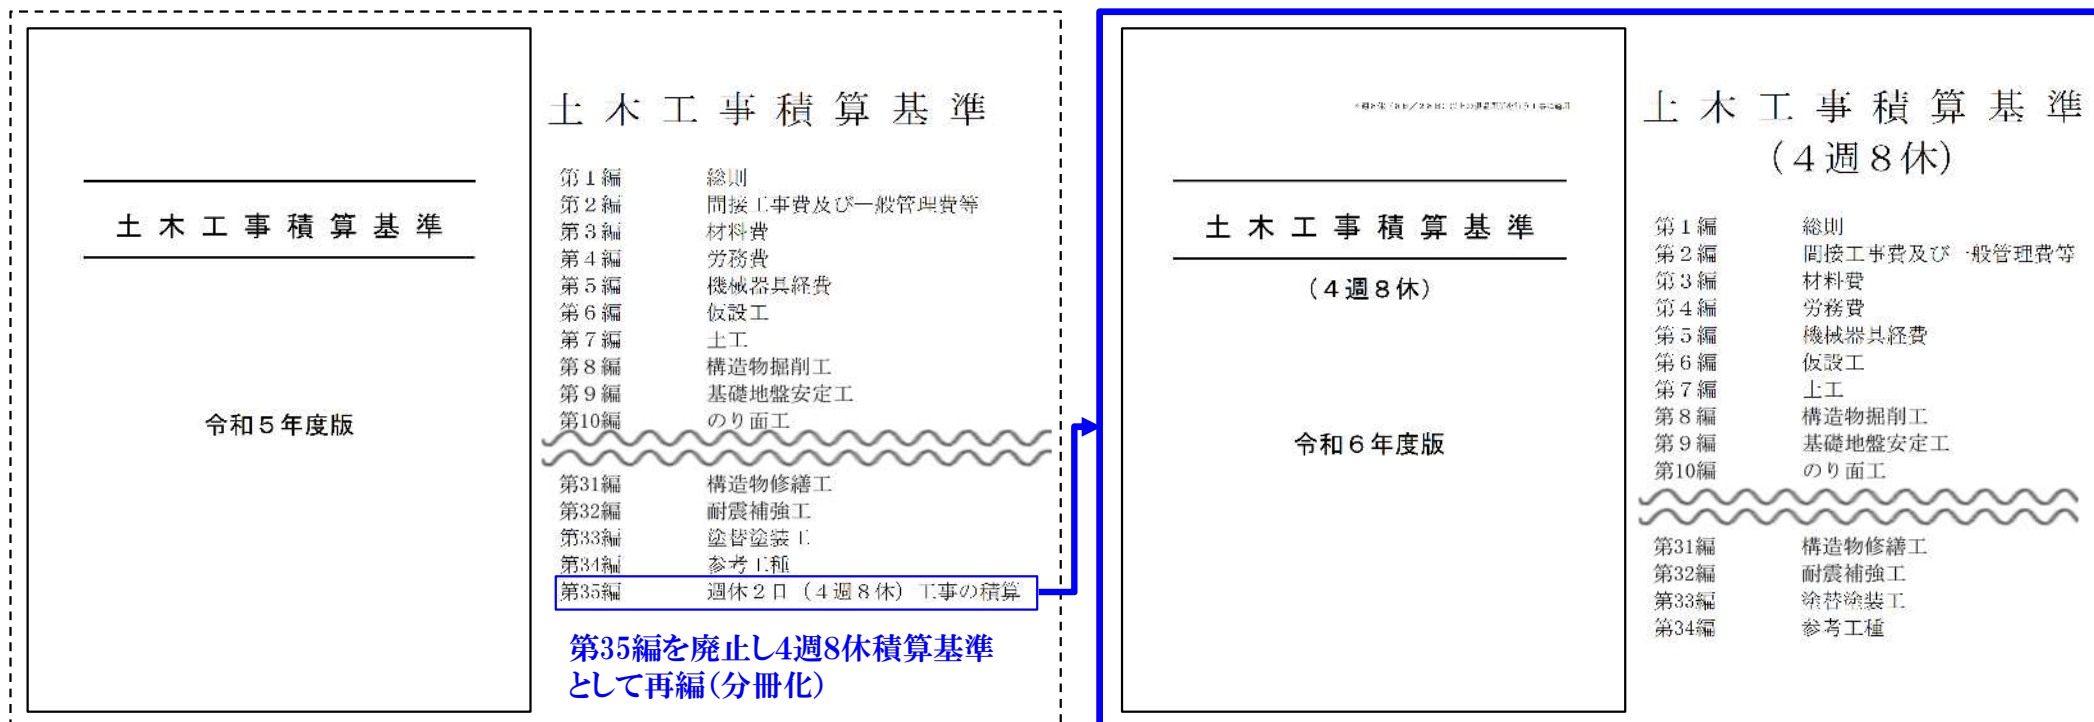 土木工事積算基準
令和5年度版
土木工事積算基準
第1編 総則
第2編 間接工事費及び一般管理費等
第3編 材料費
第4編 労務費
第5編 機械器具経費
第6編 仮設工
第7編 土工
第8編 構造物掘削工
第9編 基礎地盤安定工
第10編 のり面工
第31編 構造物修繕工
第32編 耐震補強工
第33編 塗替塗装工
第34編 参考工種
第35編 週休2日（4週8休）工事の積算
第35編を廃止し4週8休積算基準
として再編(分冊化)
土木工事積算基準
（4週8休）
令和6年度版
土木工事積算基準
（4週8休）
第1編 総則
第2編 間接工事費及び一般管理費等
第3編 材料費
第4編 労務費
第5編 機械器具経費
第6編 仮設工
第7編 土工
第8編 構造物掘削工
第9編 基礎地盤安定工
第10編 のり面工
第31編 構造物修繕工
第32編 耐震補強工
第33編 塗替塗装工
第34編 参考工種